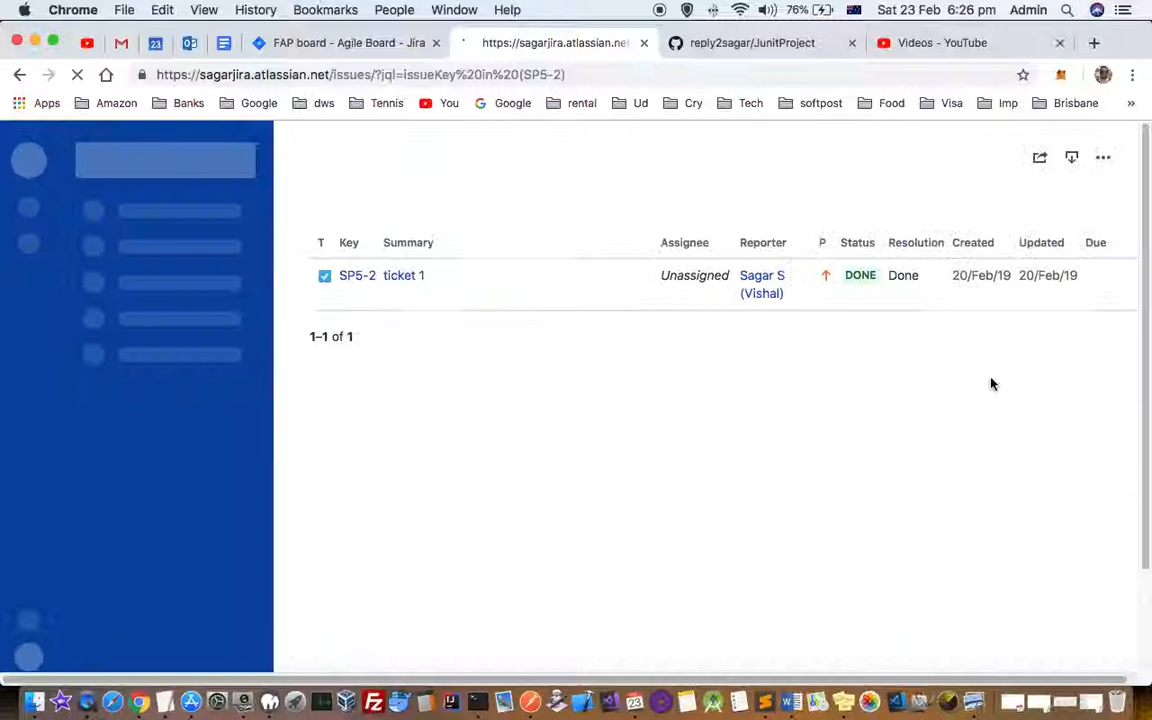 Chrome File Edit View History Bookmarks People Window Help 76% Sat 23 Feb 6:26 pm Admin
FAP board - Agile Board - Jira https://sagarjira.atlassian.ne reply2sagar/JunitProject Videos - YouTube
https://sagarjira.atlassian.net/issues/?jql=issueKey%20in%20(SP5-2)
Apps Amazon Banks Google dws Tennis You Google rental Ud Cry Tech softpost Food Visa Imp Brisbane »
T Key Summary Assignee Reporter P Status Resolution Created Updated Due
SP5-2 ticket 1 Unassigned Sagar S DONE Done 20/Feb/19 20/Feb/19
(Vishal)
1–1 of 1